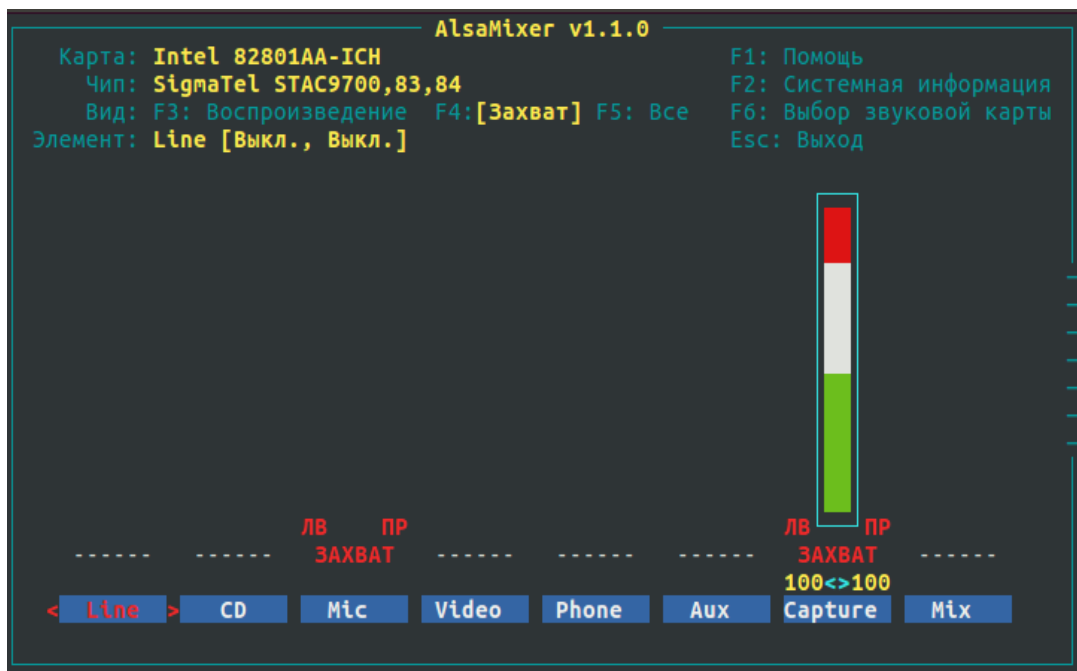 AlsaMixer v1.1.0
Карта: Intel 82801AA-ICH F1: Помощь
Чип: SigmaTel STAC9700,83,84 F2: Системная информация
Вид: F3: Воспроизведение F4:[Захват] F5: Все F6: Выбор звуковой карты
Элемент: Line [Выкл., Выкл.] Esc: Выход
ЛВ ПР ЛВ ПР
------ ------ ЗАХВАТ ------ ------ ------ ЗАХВАТ ------
100<>100
< Line > CD Mic Video Phone Aux Capture Mix